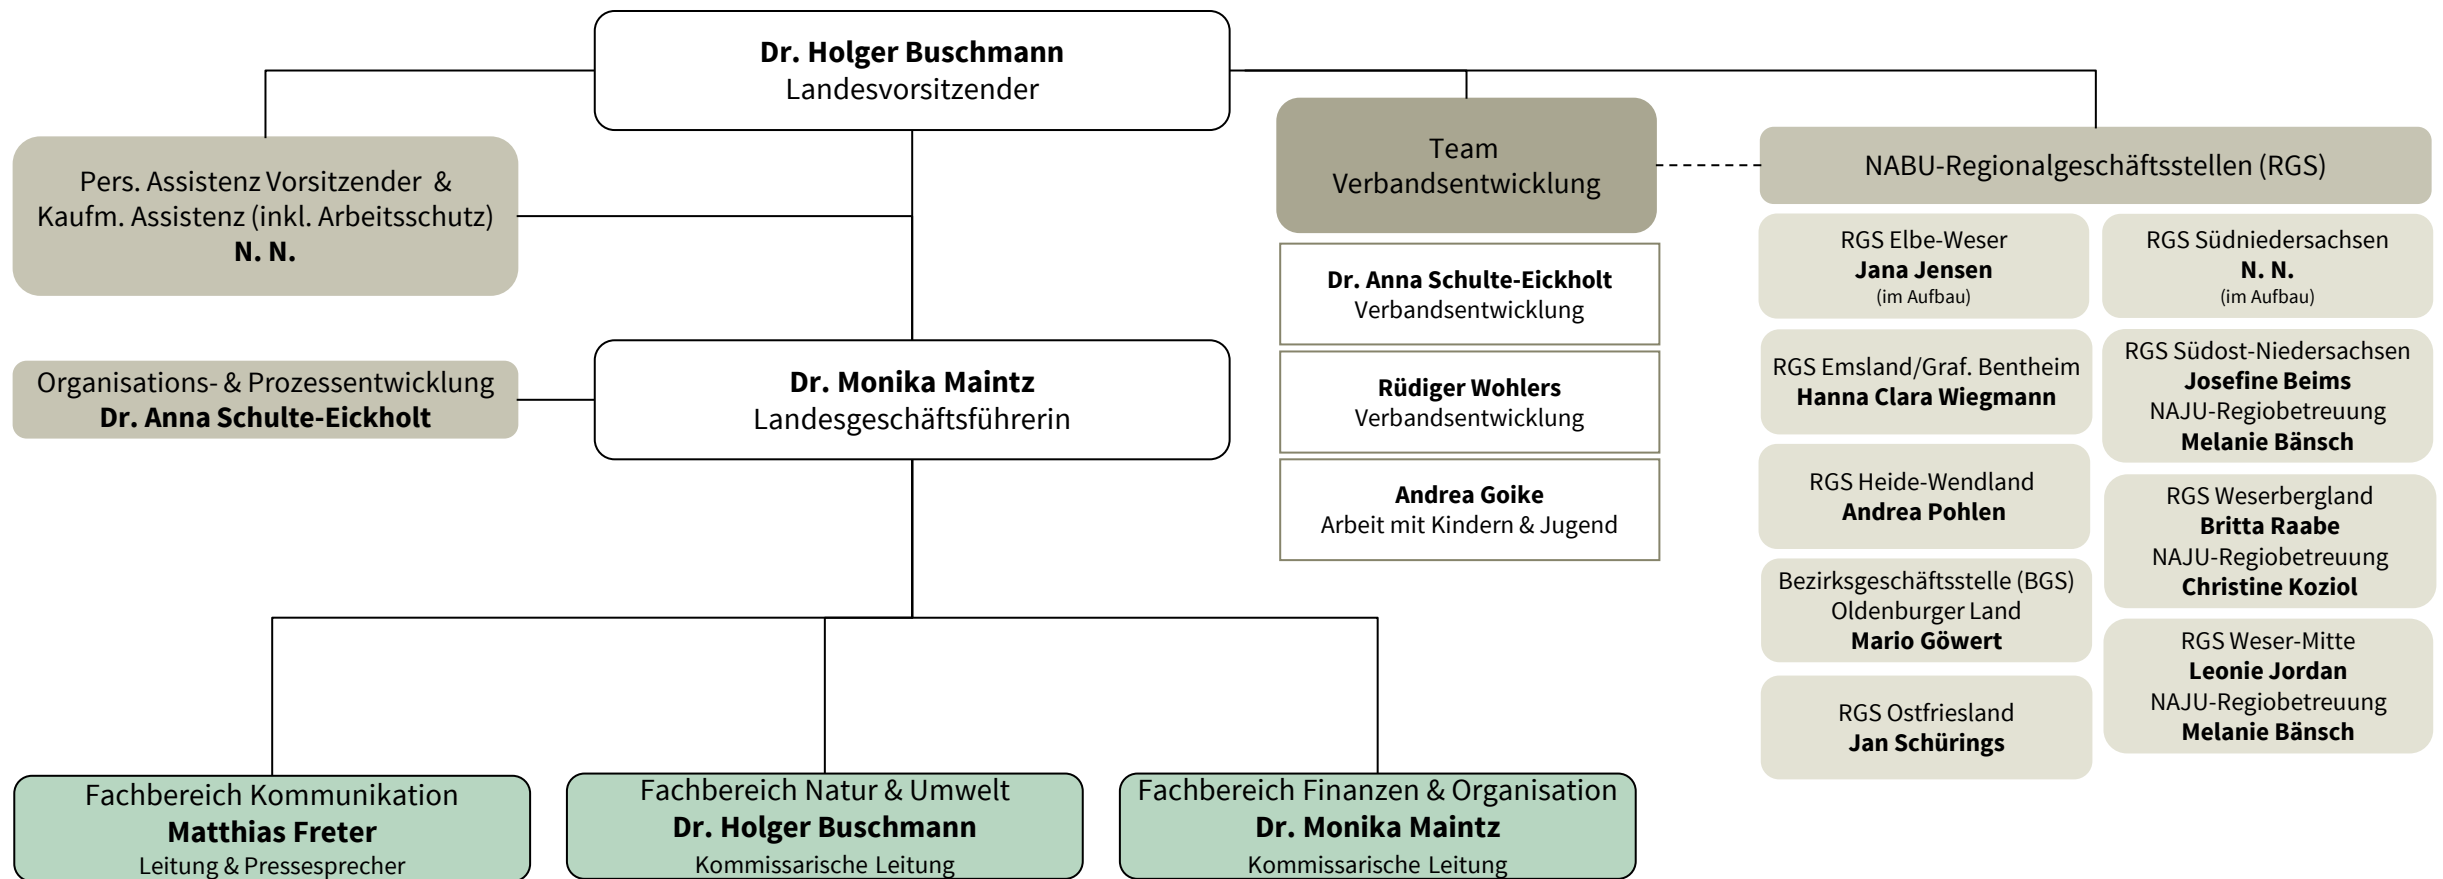 Dr. Holger Buschmann
Landesvorsitzender
Pers. Assistenz Vorsitzender &
Kaufm. Assistenz (inkl. Arbeitsschutz)
N. N.
Organisations- & Prozessentwicklung
Dr. Anna Schulte-Eickholt
Dr. Monika Maintz
Landesgeschäftsführerin
Team
Verbandsentwicklung
Dr. Anna Schulte-Eickholt
Verbandsentwicklung
Rüdiger Wohlers
Verbandsentwicklung
Andrea Goike
Arbeit mit Kindern & Jugend
NABU-Regionalgeschäftsstellen (RGS)
RGS Elbe-Weser
Jana Jensen
(im Aufbau)
RGS Emsland/Graf. Bentheim
Hanna Clara Wiegmann
RGS Heide-Wendland
Andrea Pohlen
Bezirksgeschäftsstelle (BGS)
Oldenburger Land
Mario Göwert
RGS Ostfriesland
Jan Schürings
RGS Südniedersachsen
N. N.
(im Aufbau)
RGS Südost-Niedersachsen
Josefine Beims
NAJU-Regiobetreuung
Melanie Bänsch
RGS Weserbergland
Britta Raabe
NAJU-Regiobetreuung
Christine Koziol
RGS Weser-Mitte
Leonie Jordan
NAJU-Regiobetreuung
Melanie Bänsch
Fachbereich Kommunikation
Matthias Freter
Leitung & Pressesprecher
Fachbereich Natur & Umwelt
Dr. Holger Buschmann
Kommissarische Leitung
Fachbereich Finanzen & Organisation
Dr. Monika Maintz
Kommissarische Leitung